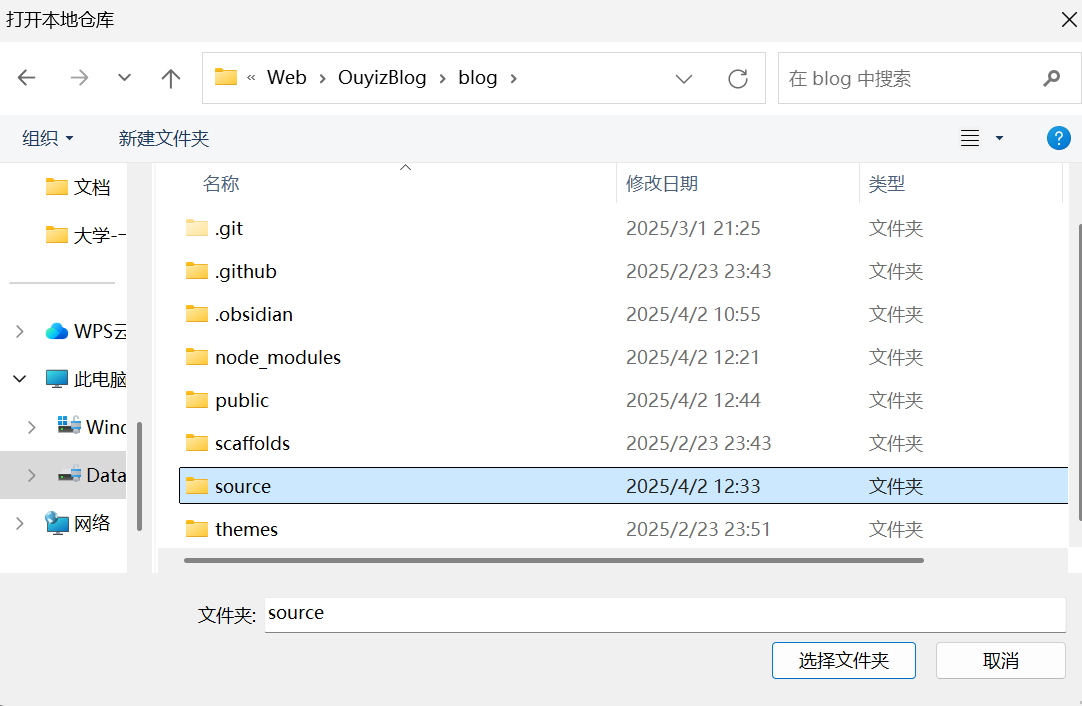 打开本地仓库
« Web › OuyizBlog › blog ›
在 blog 中搜索
组织
新建文件夹
文档
大学-
WPS云
此电脑
Wind
Data
网络
名称 修改日期 类型
.git 2025/3/1 21:25 文件夹
.github 2025/2/23 23:43 文件夹
.obsidian 2025/4/2 10:55 文件夹
node_modules 2025/4/2 12:21 文件夹
public 2025/4/2 12:44 文件夹
scaffolds 2025/2/23 23:43 文件夹
source 2025/4/2 12:33 文件夹
themes 2025/2/23 23:51 文件夹
文件夹: source
选择文件夹 取消